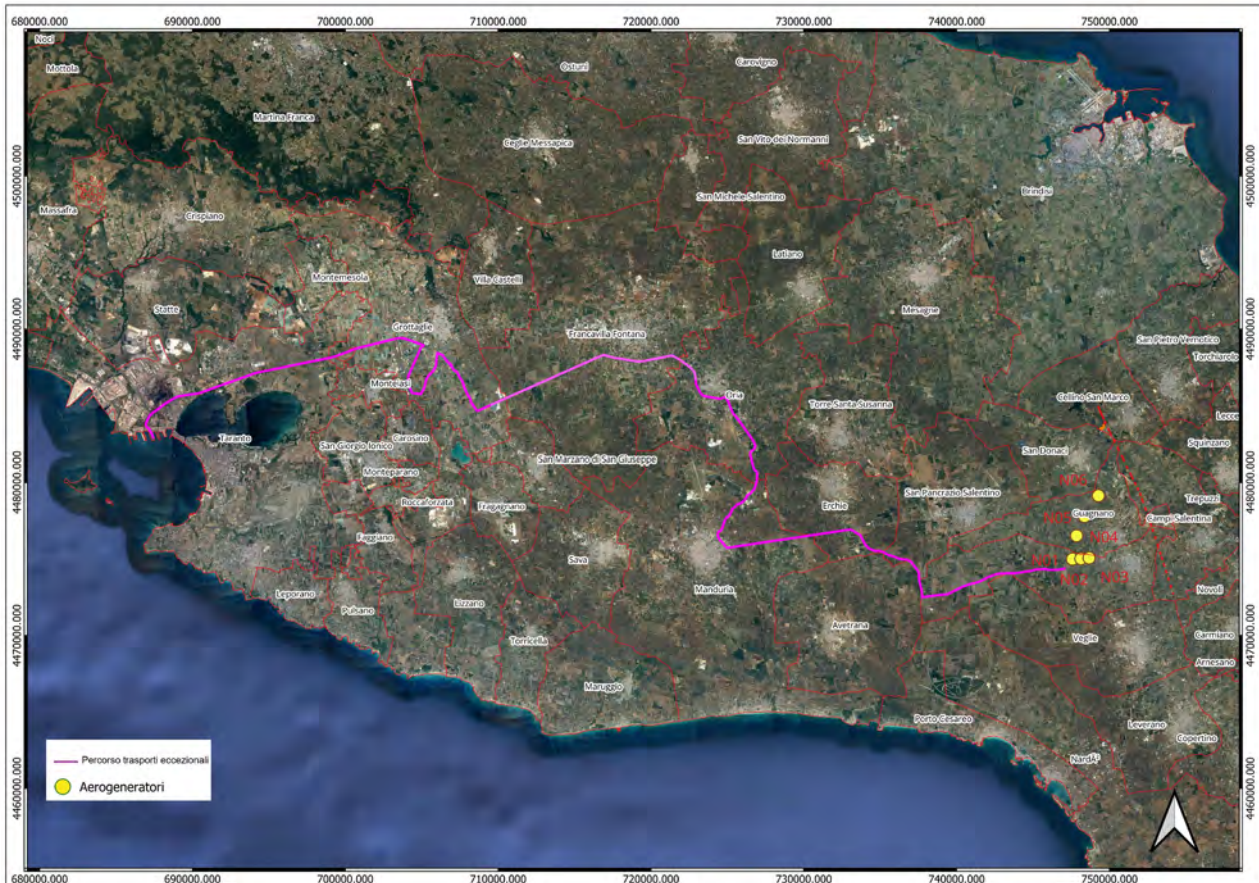 680000.000 690000.000 700000.000 710000.000 720000.000 730000.000 740000.000 750000.000
Noci
Mottola
Ostuni
Carovigno
Martina Franca
Ceglie Messapica
San Vito dei Normanni
4500000.000
4500000.000
San Michele Salentino
Brindisi
Massafra
Crispiano
Latiano
Montemesola
Villa Castelli
Statte
Mesagne
Grottaglie
Francavilla Fontana
4490000.000
4490000.000
San Pietro Vernotico
Torchiarolo
Monteiasi
Oria
Torre Santa Susanna
Cellino San Marco
Lecce
Taranto
San Giorgio Ionico
Carosino
Squinzano
San Donaci
Monteparano
San Marzano di San Giuseppe
4480000.000
4480000.000
N06
San Pancrazio Salentino
Trepuzzi
Roccaforzata
Fragagnano
Erchie
N05
Guagnano
Campi Salentina
Faggiano
N04
Sava
N01
Manduria
N02
N03
Leporano
Pulsano
Lizzano
Novoli
Avetrana
Veglie
Carmiano
4470000.000
4470000.000
Torricella
Arnesano
Maruggio
Porto Cesareo
Leverano
Copertino
NardÃ³
Percorso trasporti eccezionali
Aerogeneratori
4460000.000
4460000.000
680000.000 690000.000 700000.000 710000.000 720000.000 730000.000 740000.000 750000.000